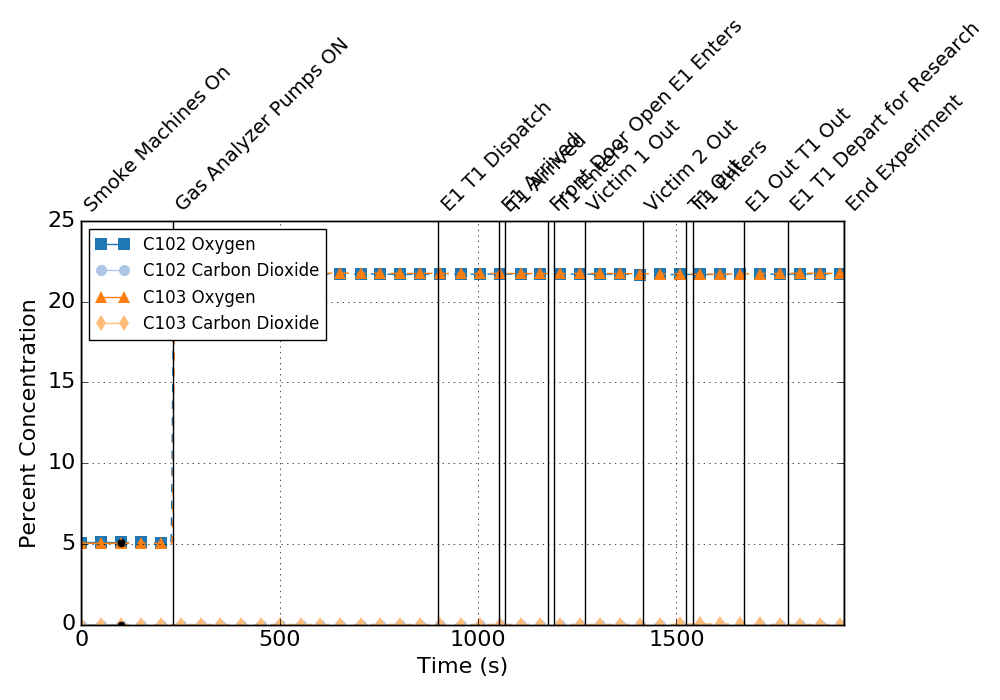 Smoke Machines On
Gas Analyzer Pumps ON
E1 T1 Dispatch
E1 Arrived
T1 Arrived
Front Door Open E1 Enters
T1 Enters
Victim 1 Out
Victim 2 Out
T1 Out
T1 Enters
E1 Out T1 Out
E1 T1 Depart for Research
End Experiment
25
20
15
10
5
0
Percent Concentration
C102 Oxygen
C102 Carbon Dioxide
C103 Oxygen
C103 Carbon Dioxide
0
500
1000
1500
Time (s)